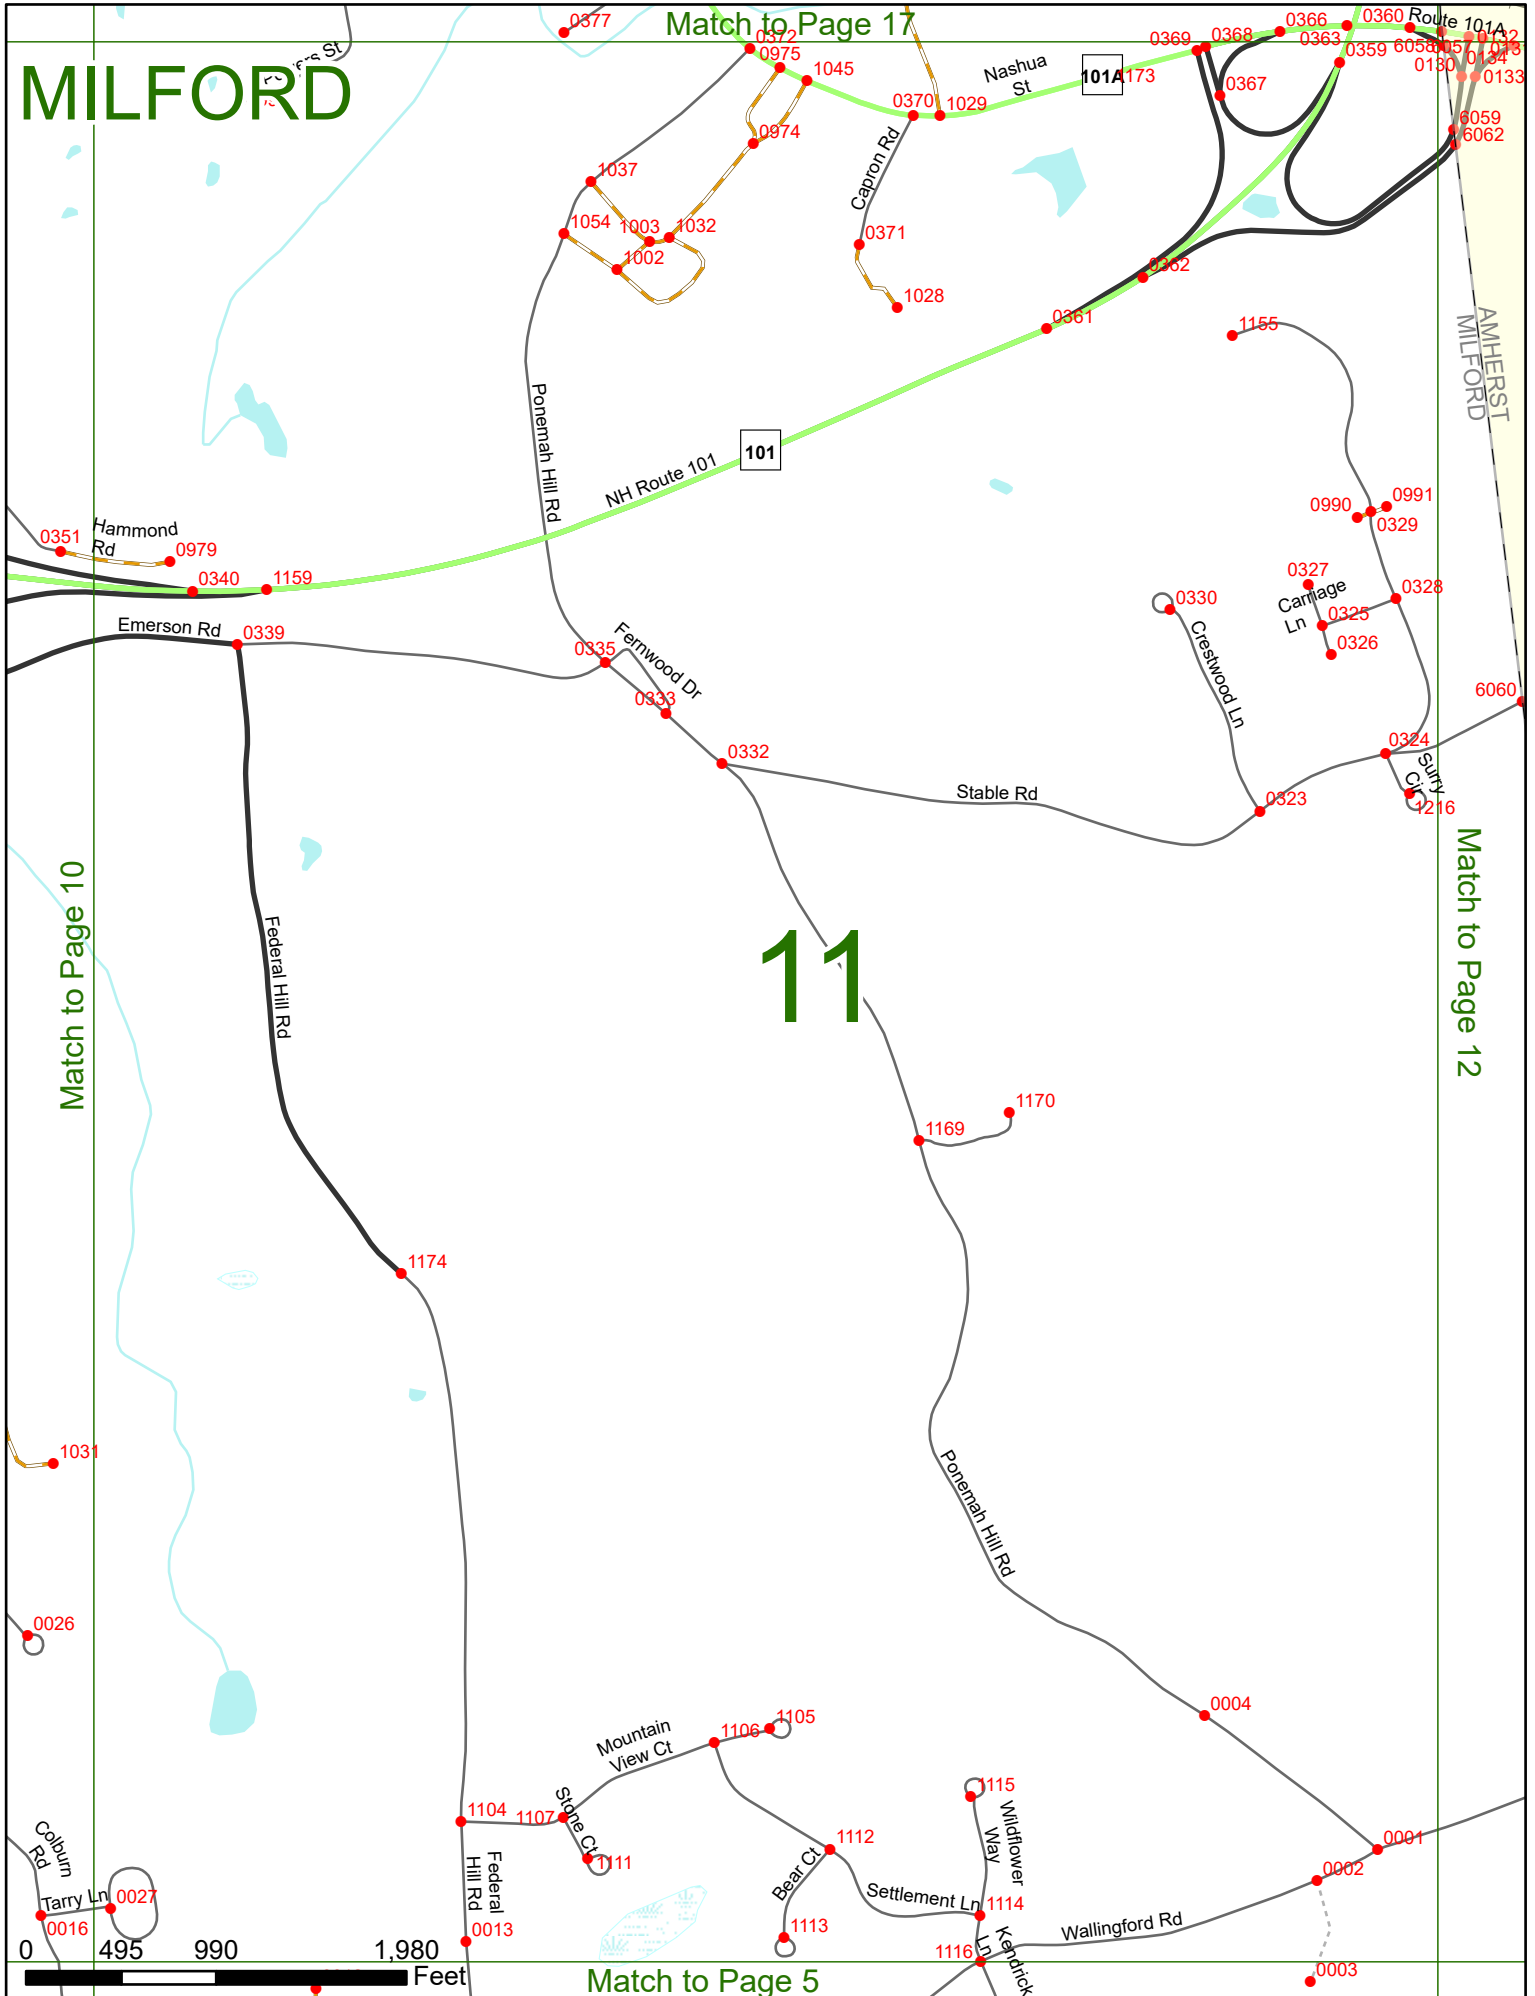 Match to Page 17
MILFORD
0377
0372
0975
1045
0974
1037
1054
1003
1032
1002
0370
1029
Nashua
St
101A
1173
Capron Rd
0371
1028
0369
0368
0366
0363
0360
0359
0367
Route 101A
0132
6058
6057
0130
0134
0133
6059
6062
0362
0361
1155
AMHERST
MILFORD
Ponemah Hill Rd
NH Route 101
101
0351
Hammond
Rd
0979
0340
1159
Emerson Rd
0339
0335
Fernwood Dr
0333
0332
0990
0991
0329
0327
Carriage
Ln
0325
0326
0328
0330
Crestwood Ln
6060
0324
Surry
Cir
1216
0323
Stable Rd
Match to Page 10
Federal Hill Rd
11
Match to Page 12
1170
1169
1174
1031
Ponemah Hill Rd
0026
0004
Mountain
View Ct
1106
1105
1104
1107
Stone Ct
1111
1115
Wildflower
Way
1112
Bear Ct
Settlement Ln
1114
1113
0001
0002
Wallingford Rd
Colburn
Rd
Tarry Ln
0027
0016
Federal
Hill Rd
0013
1116
Kendrick
Ln
0003
0 495 990 1,980
Feet
Match to Page 5